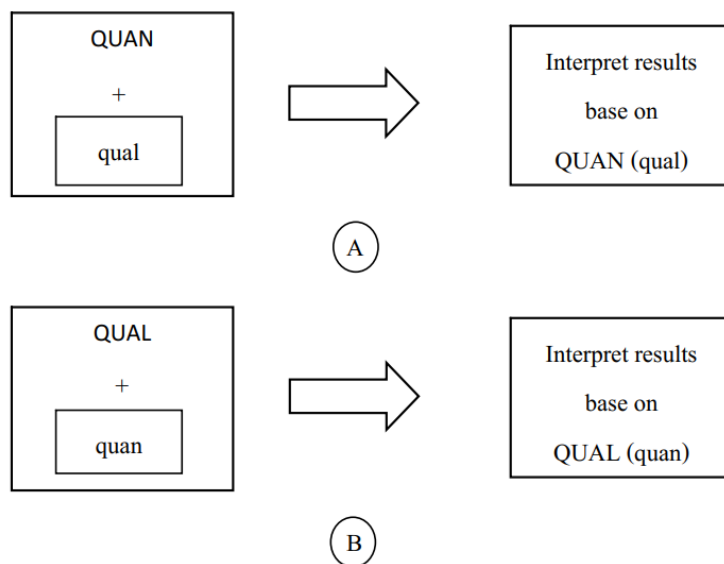 QUAN
+
qual
Interpret results
base on
QUAN (qual)
A
QUAL
+
quan
Interpret results
base on
QUAL (quan)
B